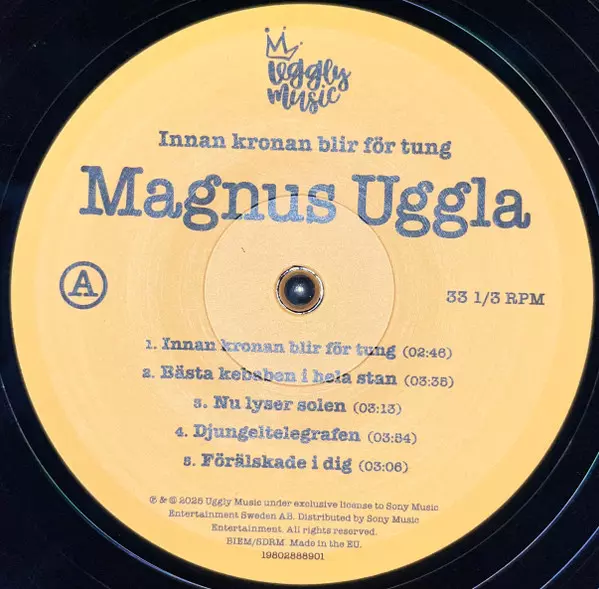 Uggly
music
Innan kronan blir för tung
Magnus Uggla
A
33 1/3 RPM
1. Innan kronan blir för tung (02:46)
2. Bästa kebaben i hela stan (03:35)
3. Nu lyser solen (03:13)
4. Djungeltelegrafen (03:54)
5. Förälskade i dig (03:06)
℗ & © 2025 Uggly Music under exclusive license to Sony Music
Entertainment Sweden AB. Distributed by Sony Music
Entertainment. All rights reserved.
BIEM/SDRM Made in the EU.
19802888901